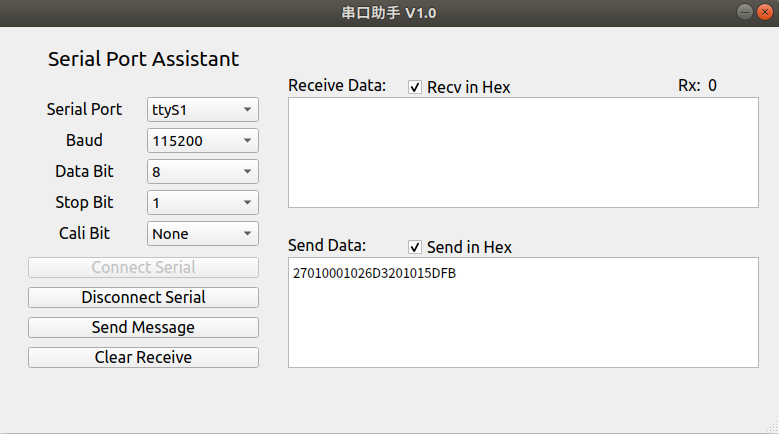 串口助手 V1.0
Serial Port Assistant
Serial Port ttyS1
Baud 115200
Data Bit 8
Stop Bit 1
Cali Bit None
Connect Serial
Disconnect Serial
Send Message
Clear Receive
Receive Data: Recv in Hex Rx: 0
Send Data: Send in Hex
27010001026D3201015DFB